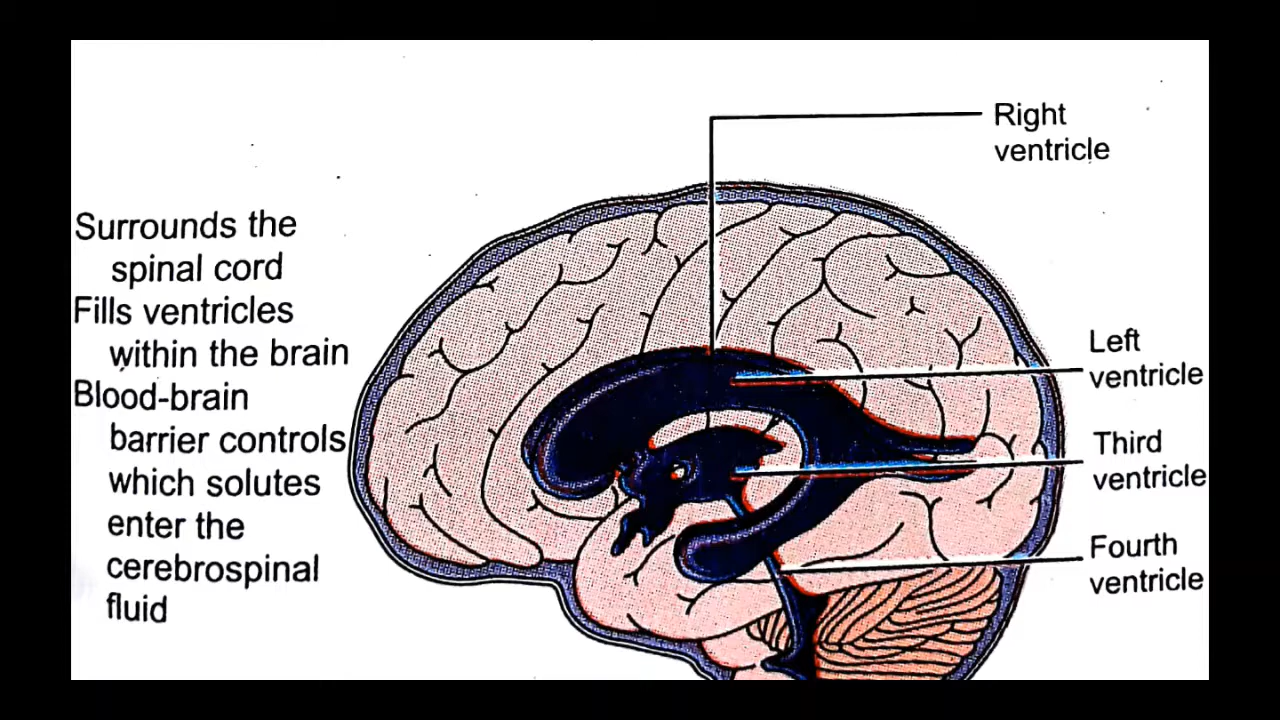 Surrounds the
spinal cord
Fills ventricles
within the brain
Blood-brain
barrier controls
which solutes
enter the
cerebrospinal
fluid
Right
ventricle
Left
ventricle
Third
ventricle
Fourth
ventricle